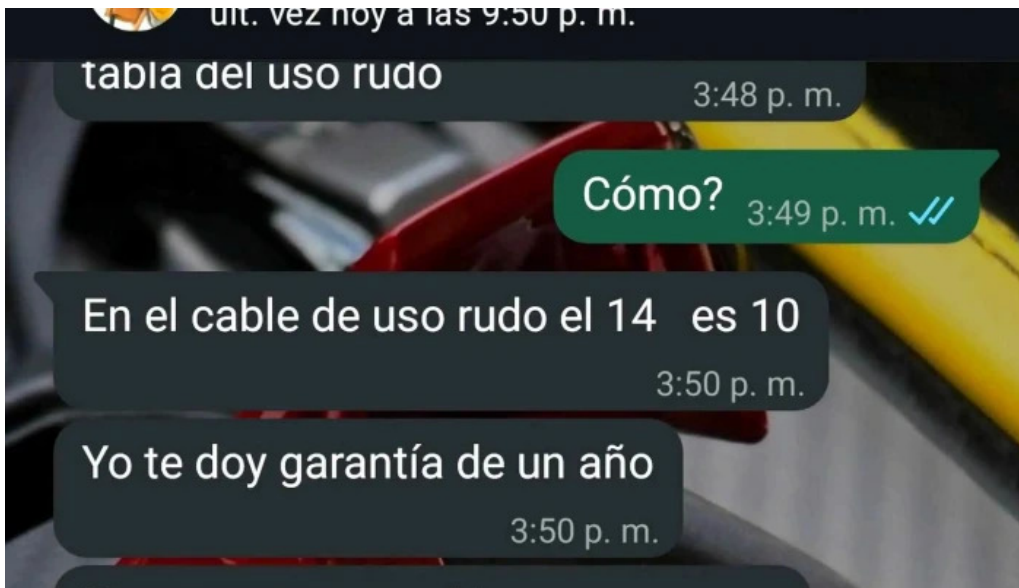 últ. vez hoy a las 9:50 p. m.
tabla del uso rudo
3:48 p. m.
Cómo?
3:49 p. m.
En el cable de uso rudo el 14 es 10
3:50 p. m.
Yo te doy garantía de un año
3:50 p. m.